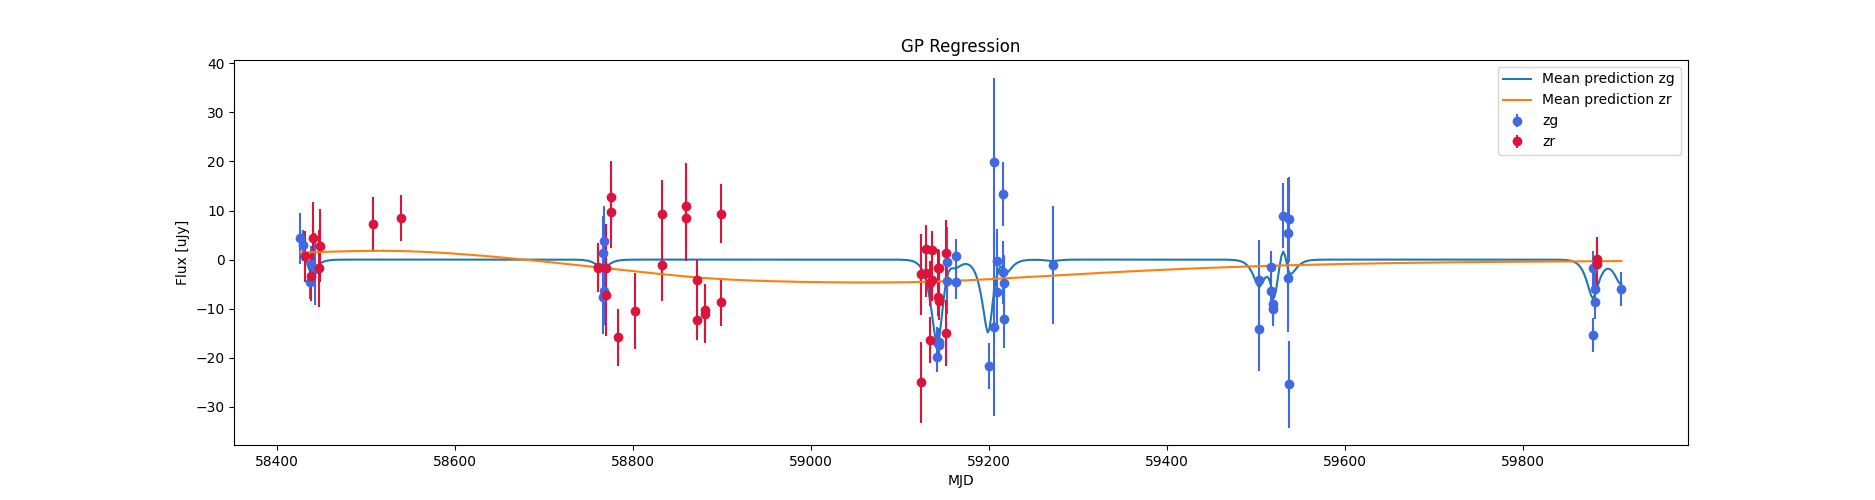 GP Regression
Flux [uJy]
40
30
20
10
0
−10
−20
−30
58400
58600
58800
59000
59200
59400
59600
59800
MJD
Mean prediction zg
Mean prediction zr
zg
zr